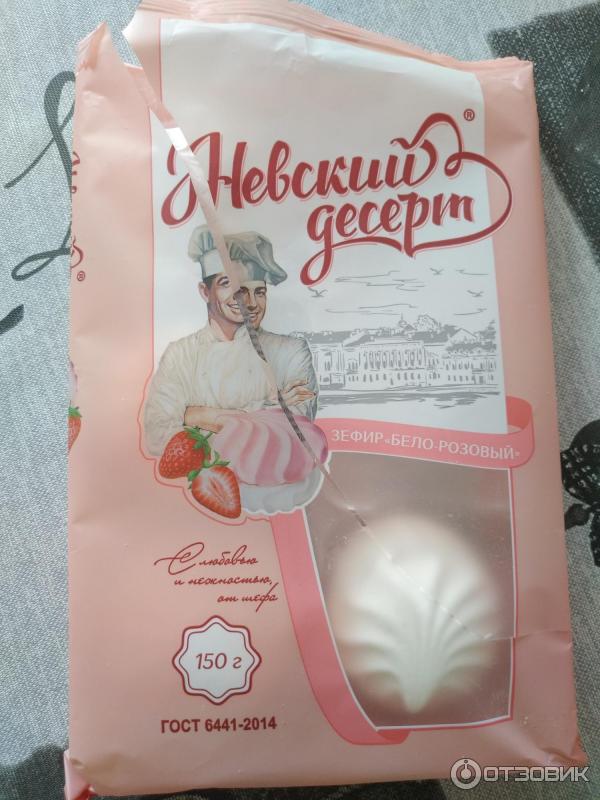 Невский®
десерт
ЗЕФИР «БЕЛО-РОЗОВЫЙ»
С любовью
и нежностью,
от шефа
150 г
ГОСТ 6441-2014
ОТЗОВИК